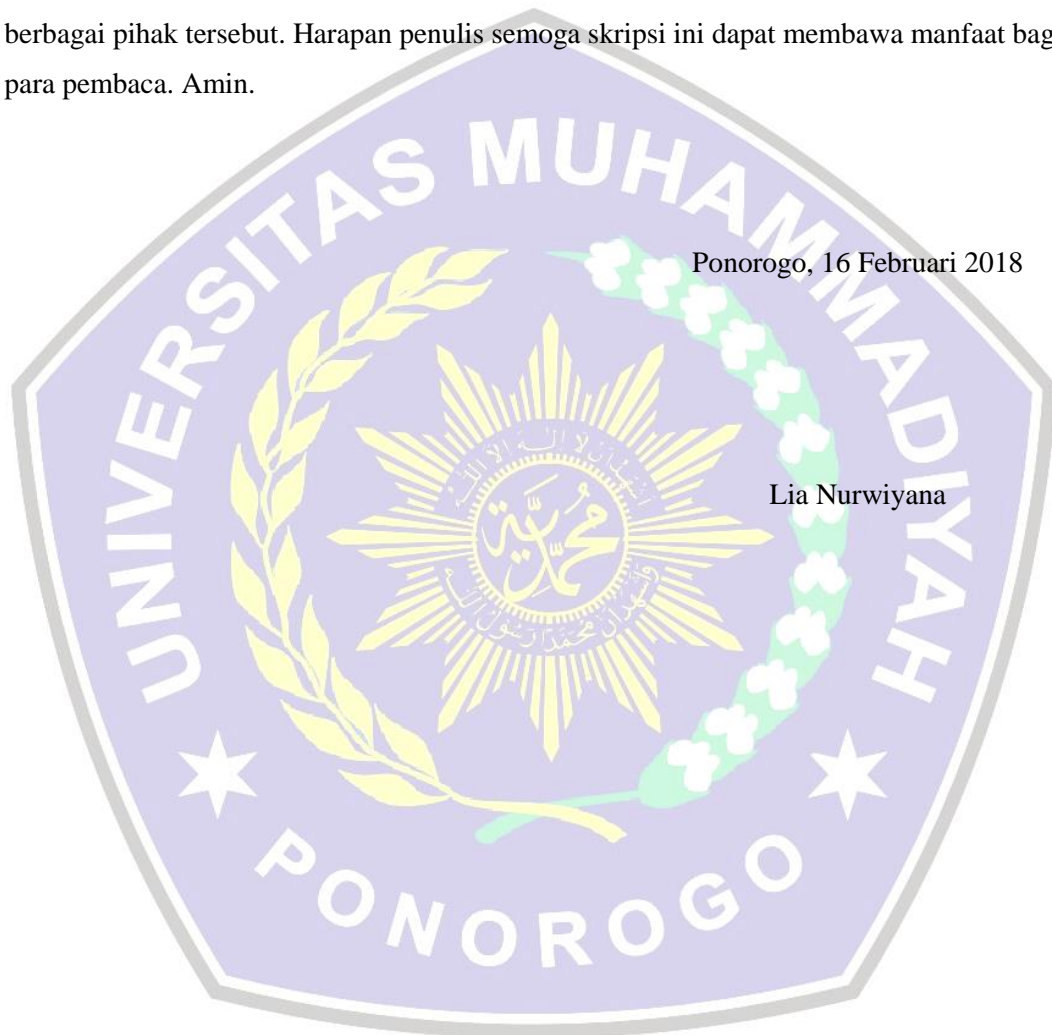 berbagai pihak tersebut. Harapan penulis semoga skripsi ini dapat membawa manfaat bag
para pembaca. Amin.
UNIVERSITAS MUHAMMADIYAH
Ponorogo, 16 Februari 2018
Lia Nurwiyana
محمدية
PONOROGO